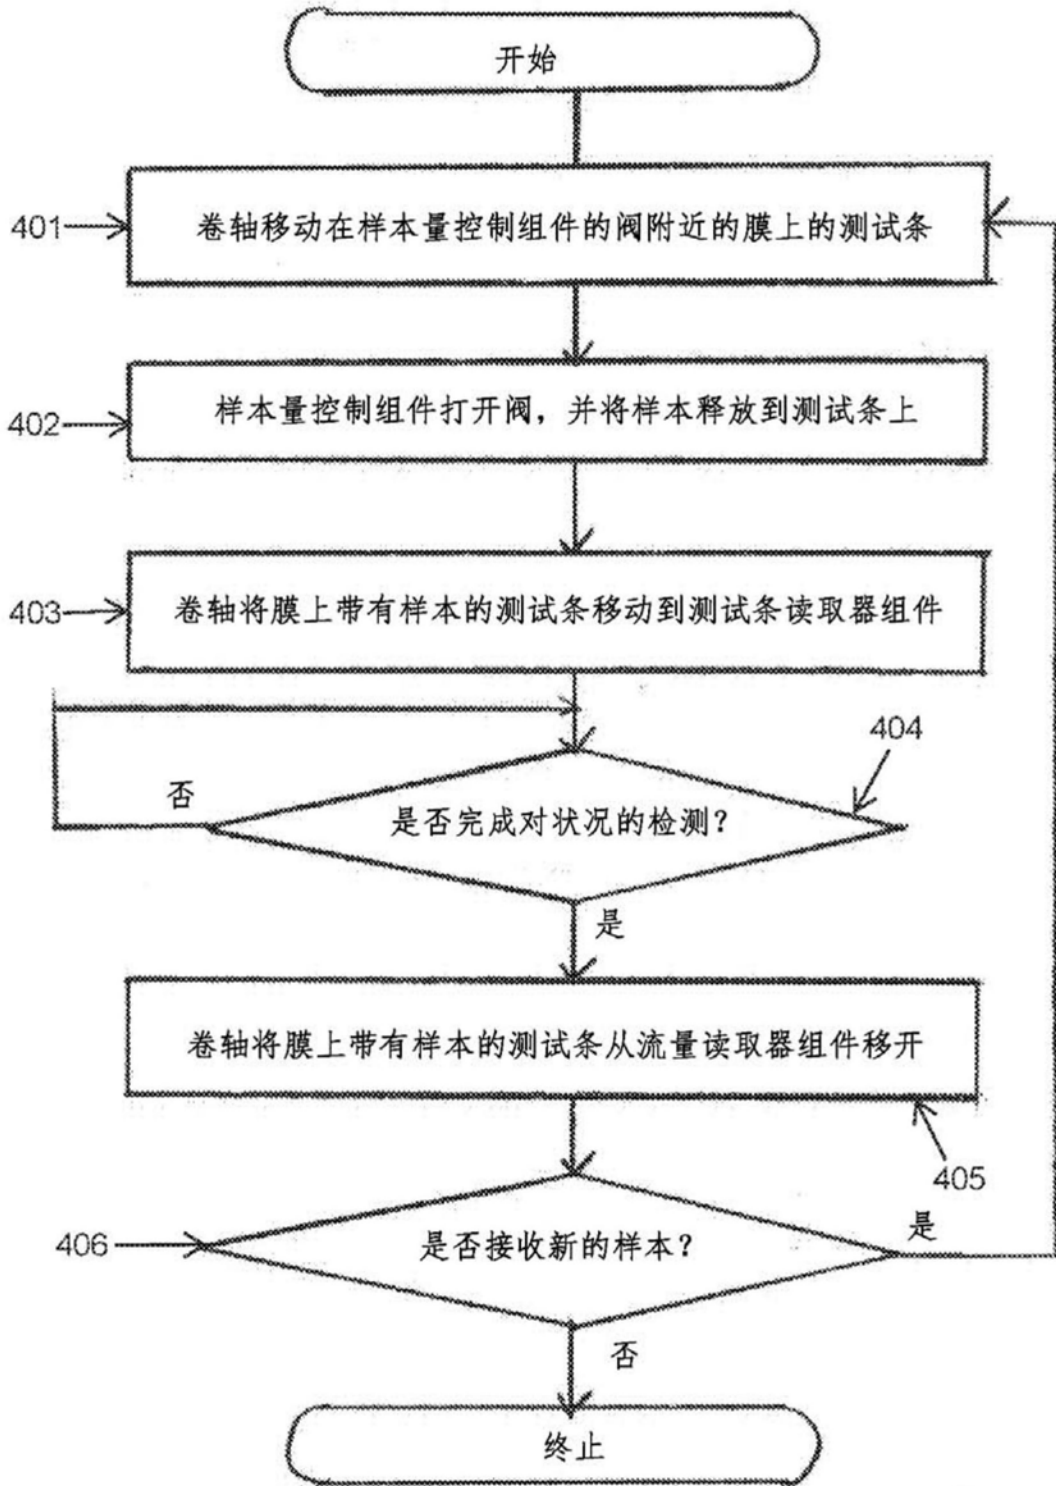 开始
401
卷轴移动在样本量控制组件的阀附近的膜上的测试条
402
样本量控制组件打开阀，并将样本释放到测试条上
403
卷轴将膜上带有样本的测试条移动到测试条读取器组件
404
否
是否完成对状况的检测？
是
卷轴将膜上带有样本的测试条从流量读取器组件移开
405
406
是否接收新的样本？
是
否
终止